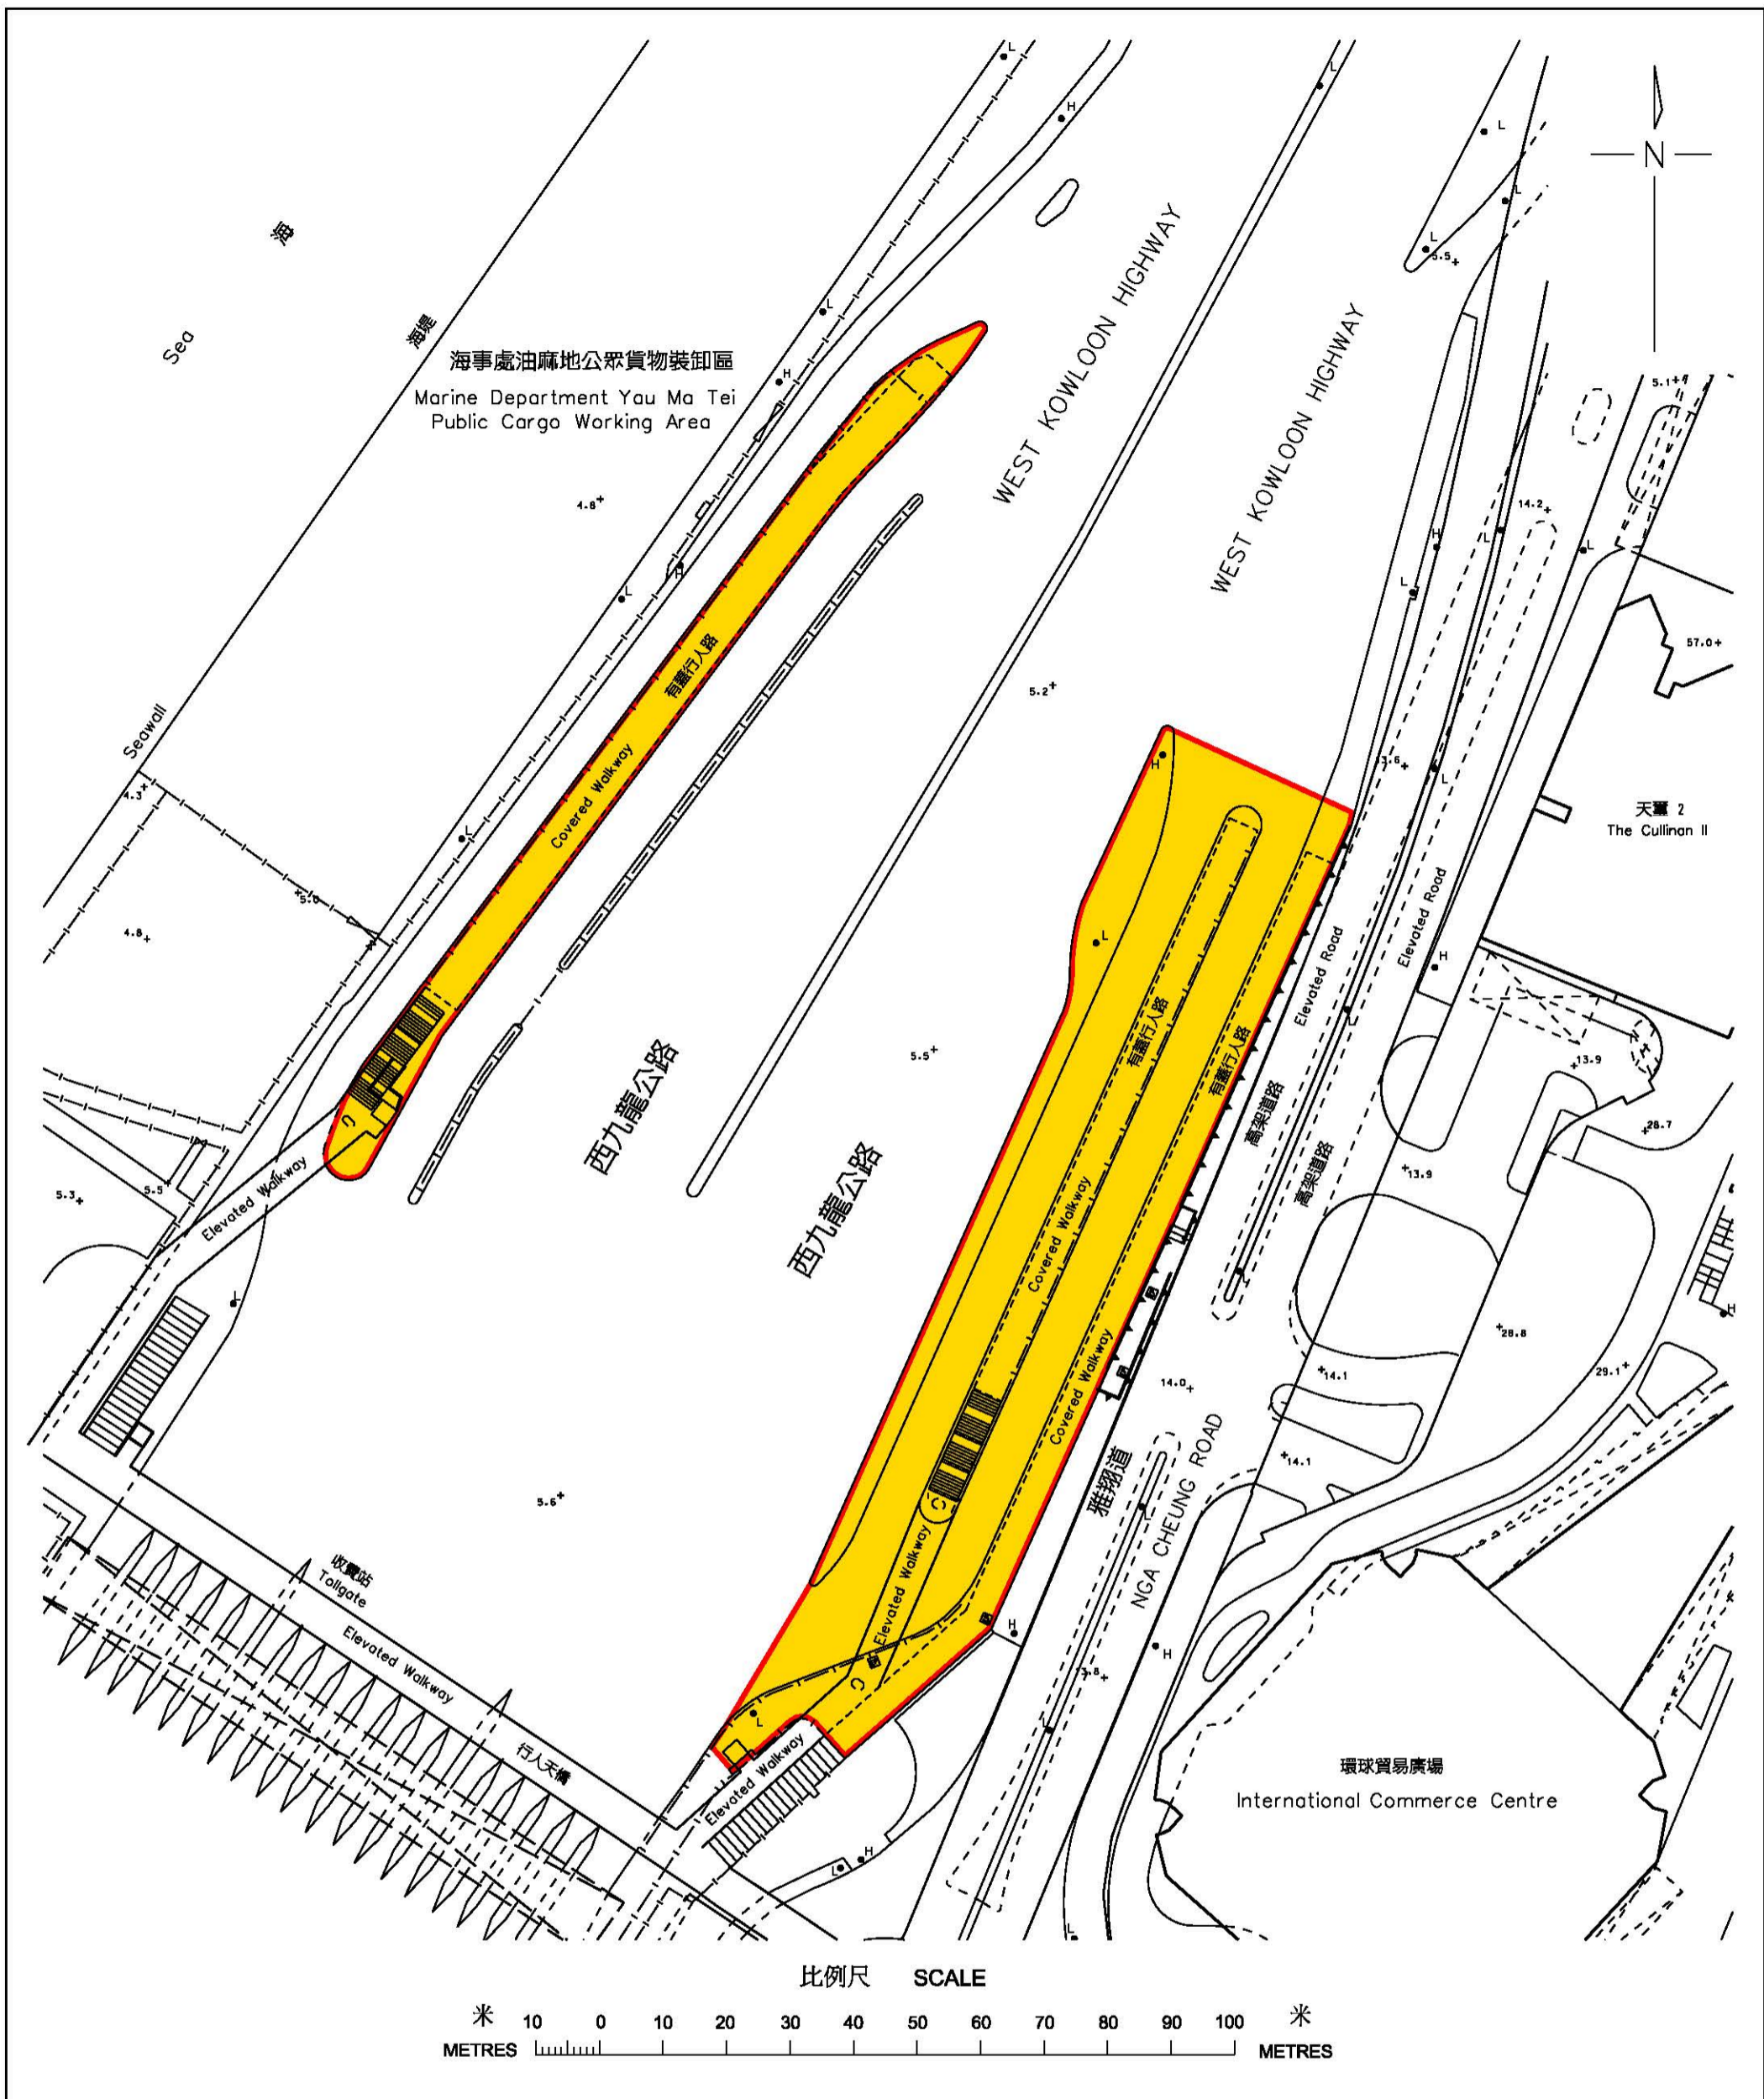 L
L
L
H
N
L
WEST KOWLOON HIGHWAY
L
5.5+
海
Sea
海堤
L
WEST KOWLOON HIGHWAY
海事處油麻地公眾貨物裝卸區
Marine Department Yau Ma Tei
Public Cargo Working Area
H
5.1+
4.8+
14.2+
H
L
L
H
L
L
有蓋行人路
57.0+
5.2+
Seawall
Covered Walkway
H
13.6+
L
4.3+
天璽 2
The Cullinan II
L
+5.0
4.8+
L
有蓋行人路
Elevated Road
Elevated Road
H
L
H
5.5+
西九龍公路
有蓋行人路
+13.9
高架道路
+28.7
西九龍公路
高架道路
+13.9
Elevated Walkway
5.3+
5.5+
Covered Walkway
L
L
H
+28.8
29.1+
+14.1
Covered Walkway
14.0+
雅翔道
NGA CHEUNG ROAD
+14.1
5.6+
L
Elevated Walkway
收費站
Tollgate
Elevated Walkway
H
H
13.8+
L
L
行人天橋
Elevated Walkway
環球貿易廣場
International Commerce Centre
L
H
L
比例尺 SCALE
米 10 0 10 20 30 40 50 60 70 80 90 100 米
METRES METRES